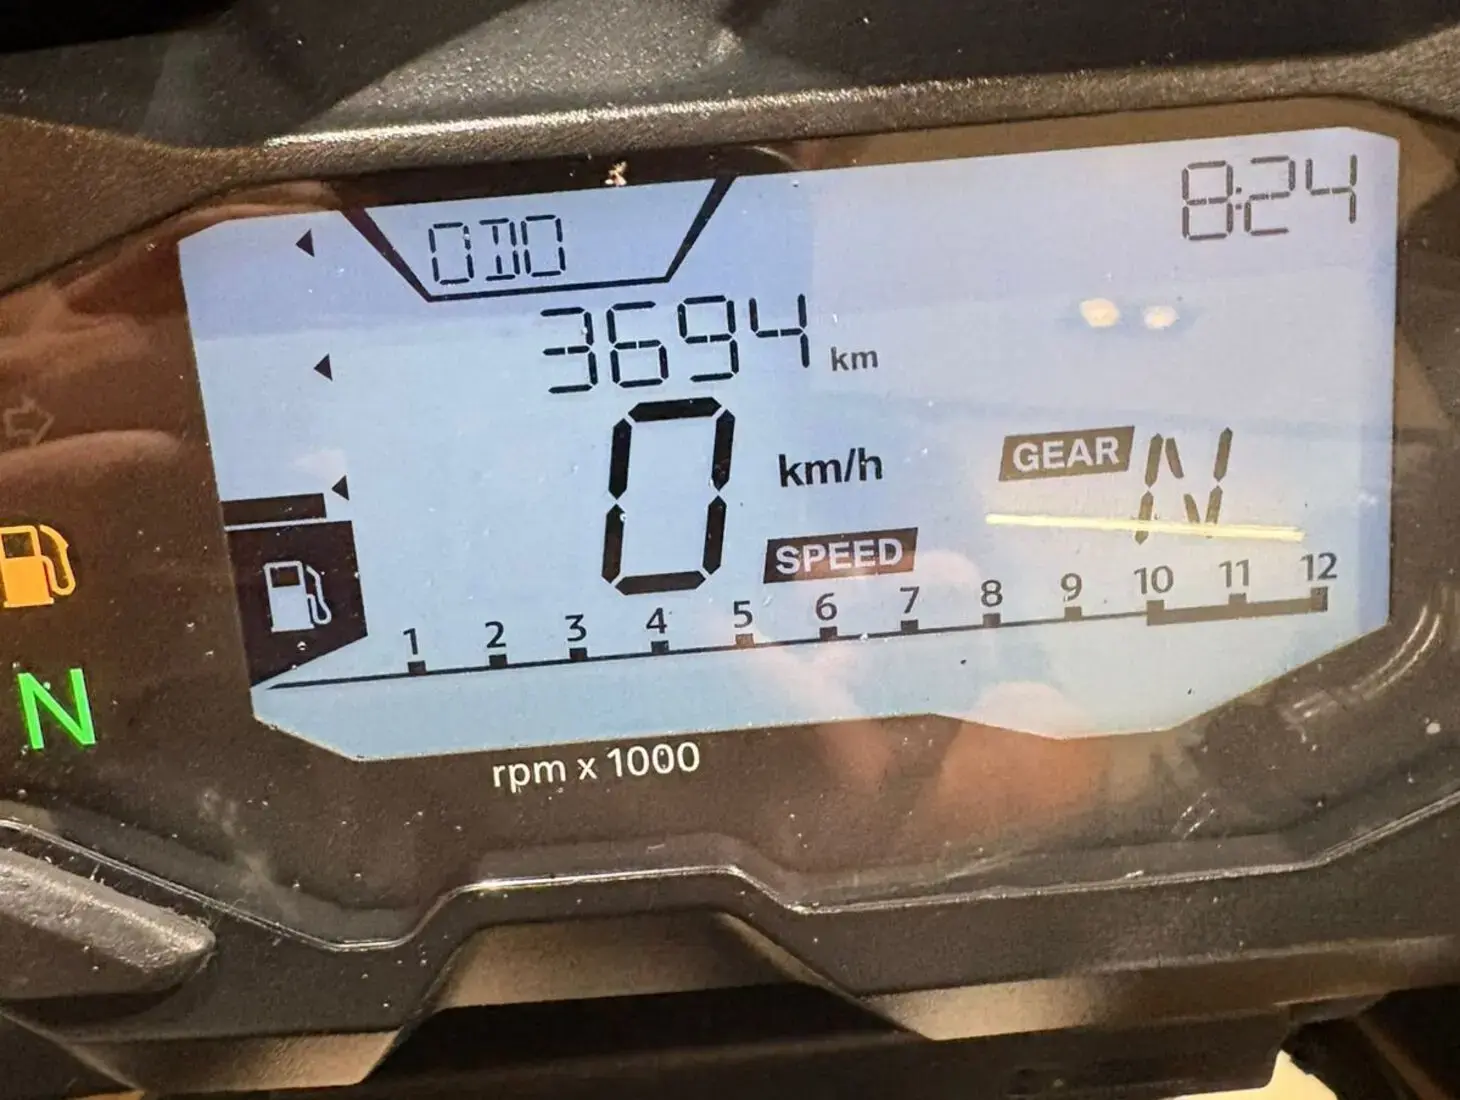 8:24
ODO
3694 km
0 km/h
GEAR N
SPEED
1 2 3 4 5 6 7 8 9 10 11 12
N
rpm x 1000